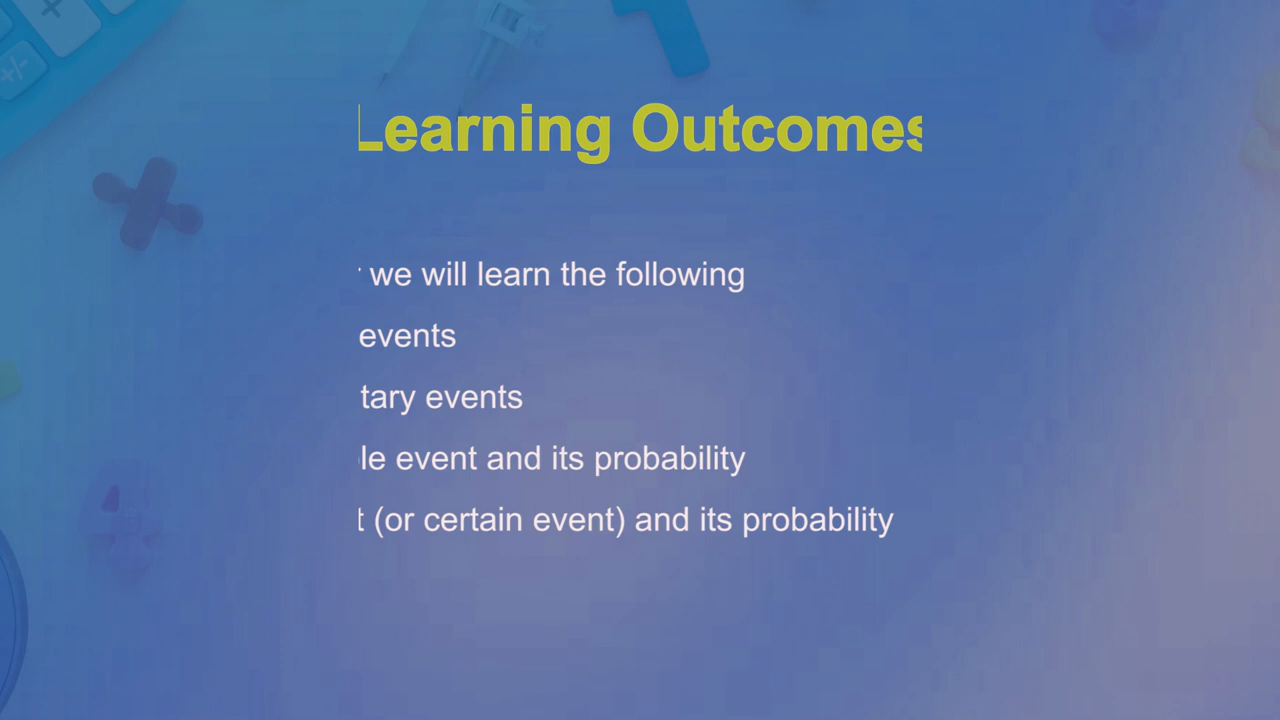 Learning Outcomes
we will learn the following
events
tary events
le event and its probability
t (or certain event) and its probability